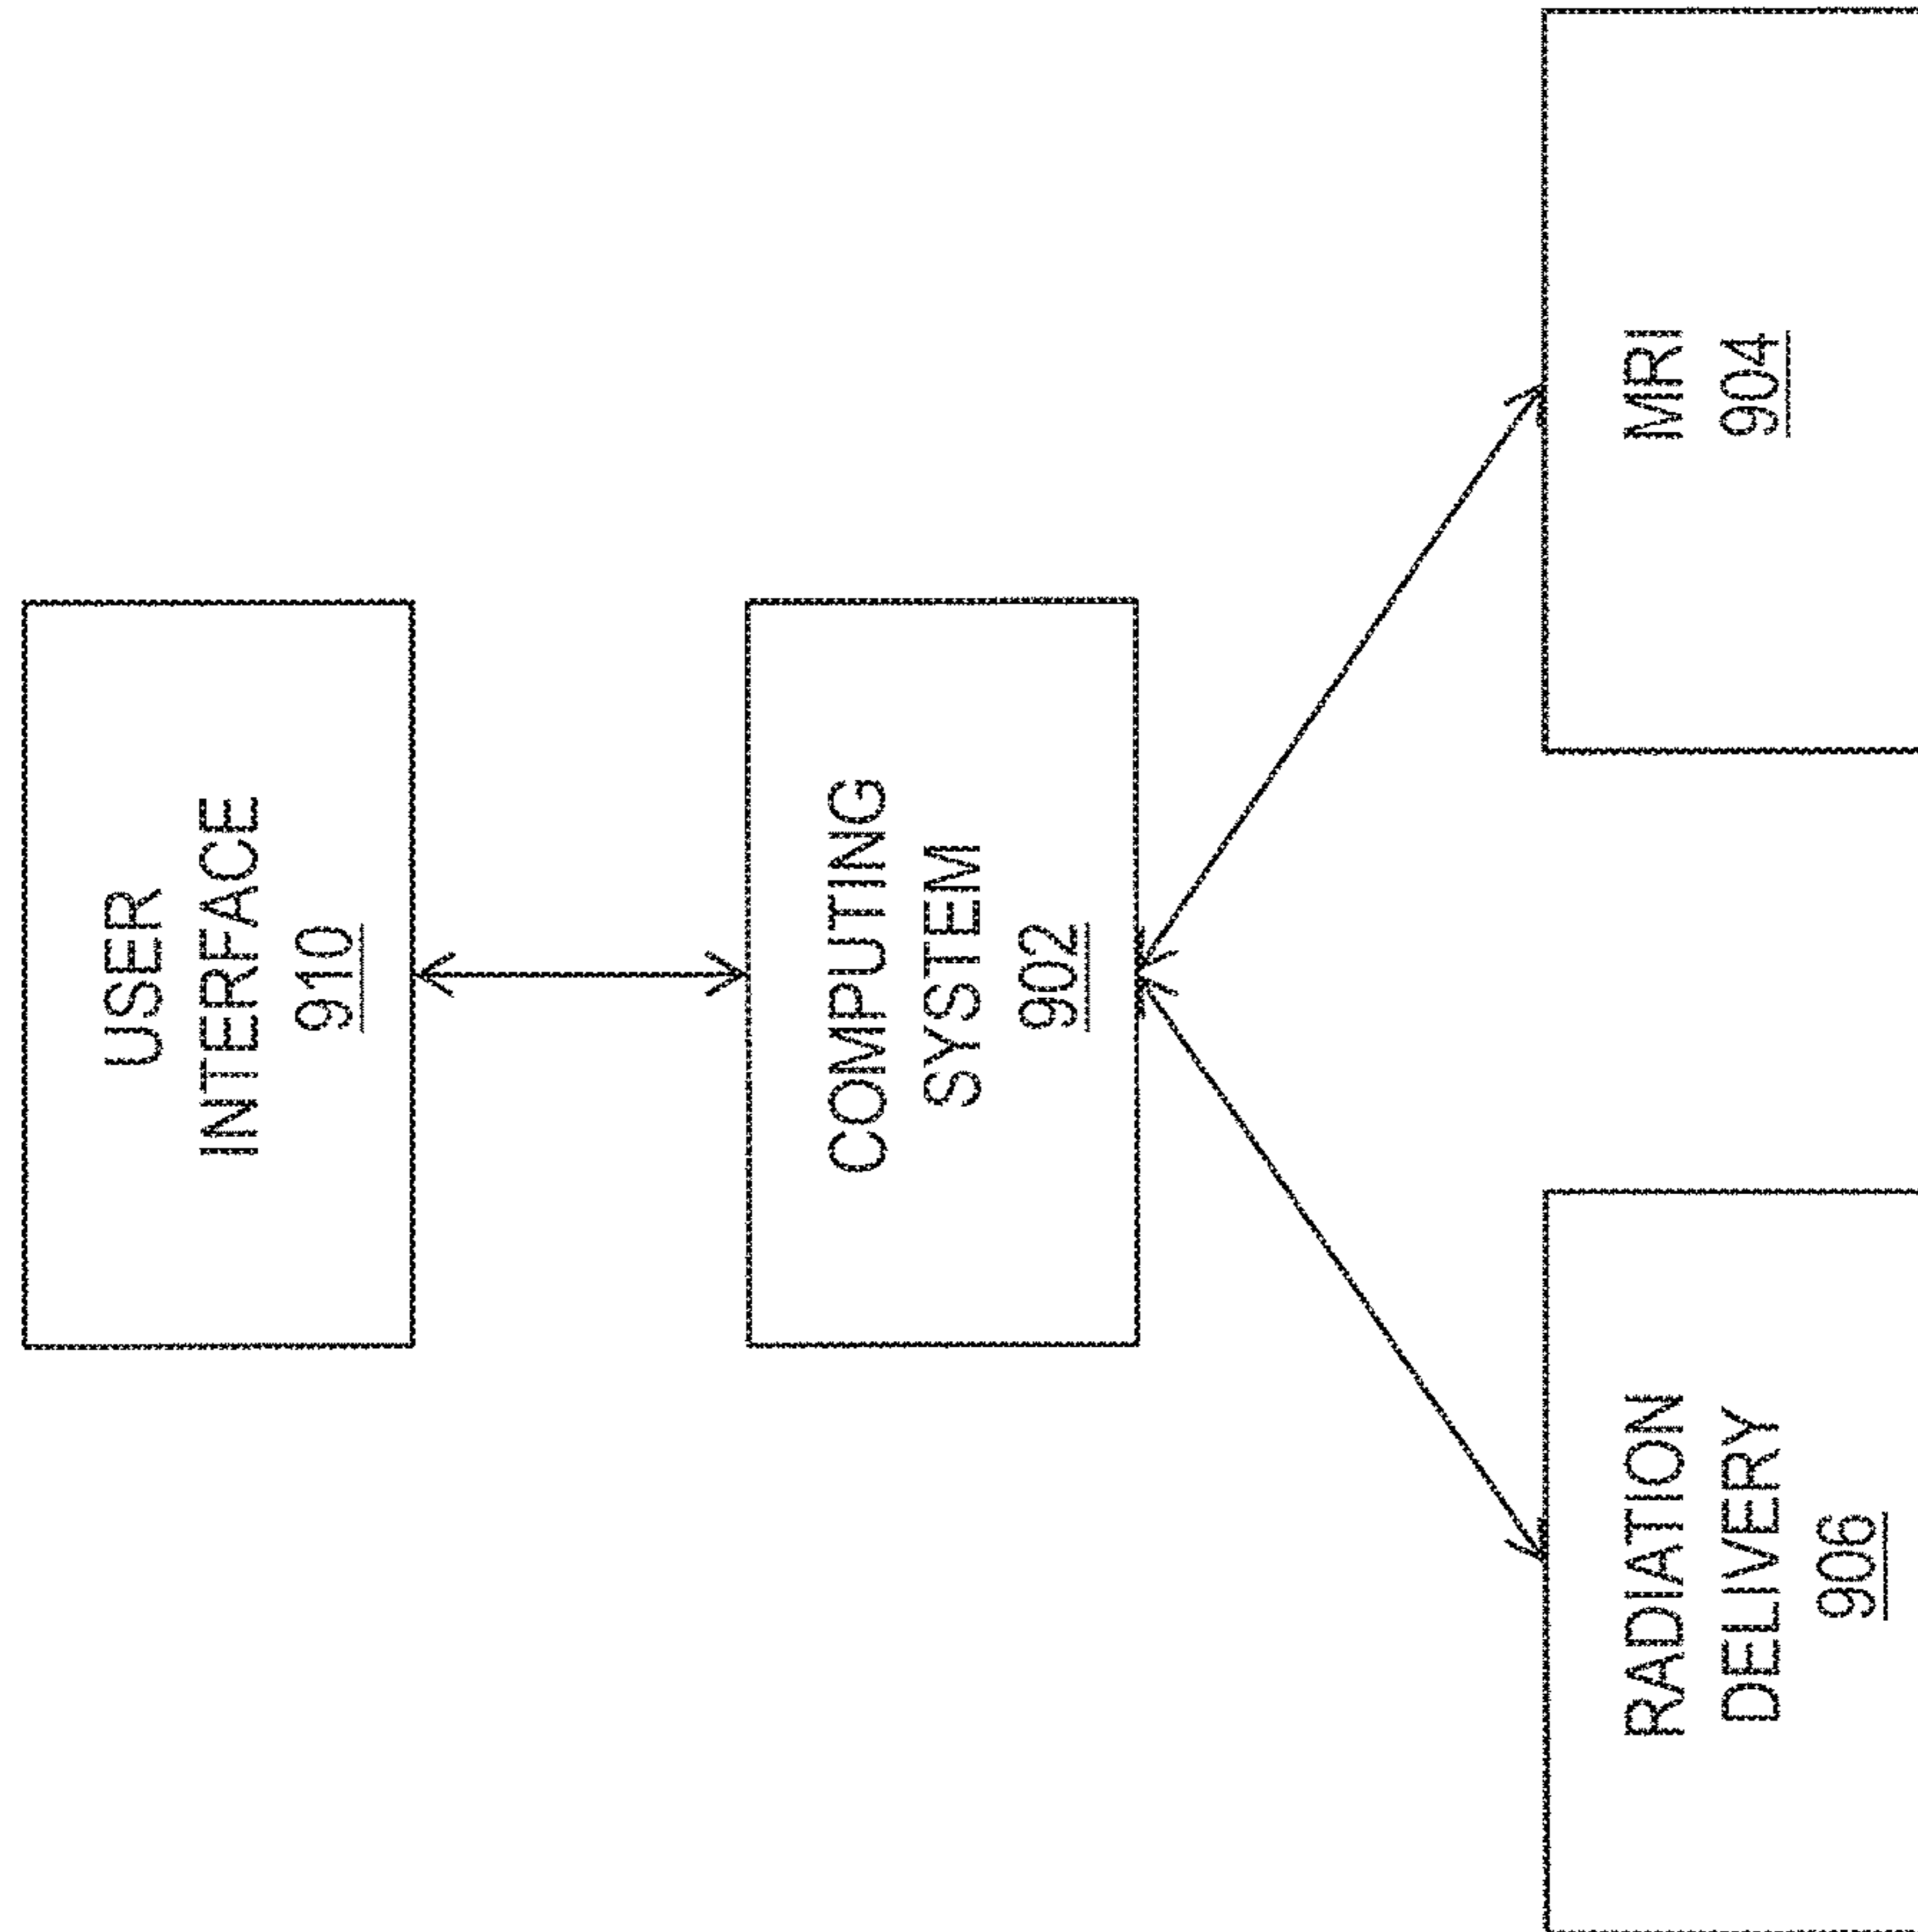 USER
INTERFACE
910
COMPUTING
SYSTEM
902
RADIATION
DELIVERY
906
MRI
904